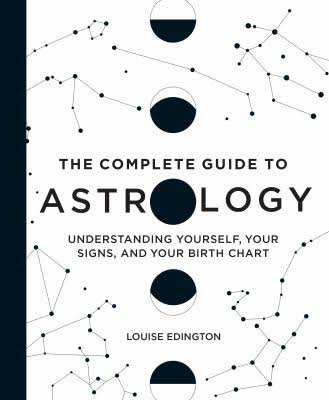 THE COMPLETE GUIDE TO
ASTROLOGY
UNDERSTANDING YOURSELF, YOUR
SIGNS, AND YOUR BIRTH CHART
LOUISE EDINGTON